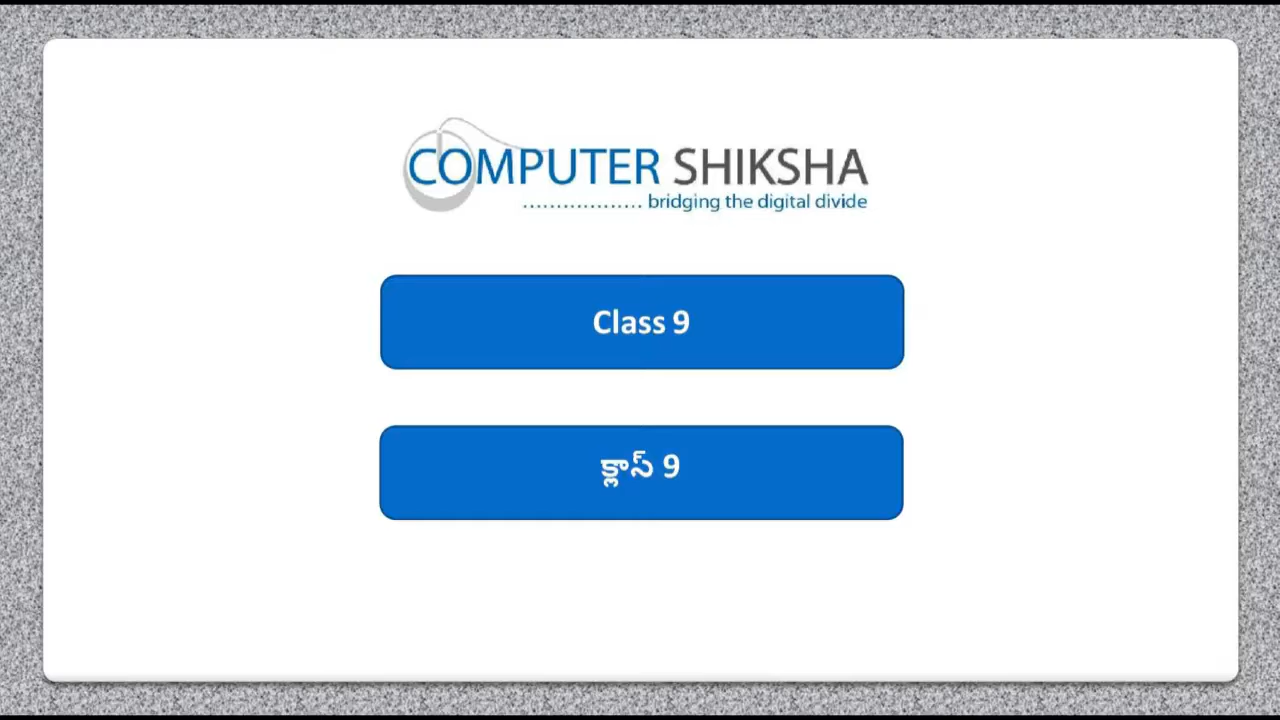 COMPUTER SHIKSHA
.................. bridging the digital divide
Class 9
క్లాస్ 9